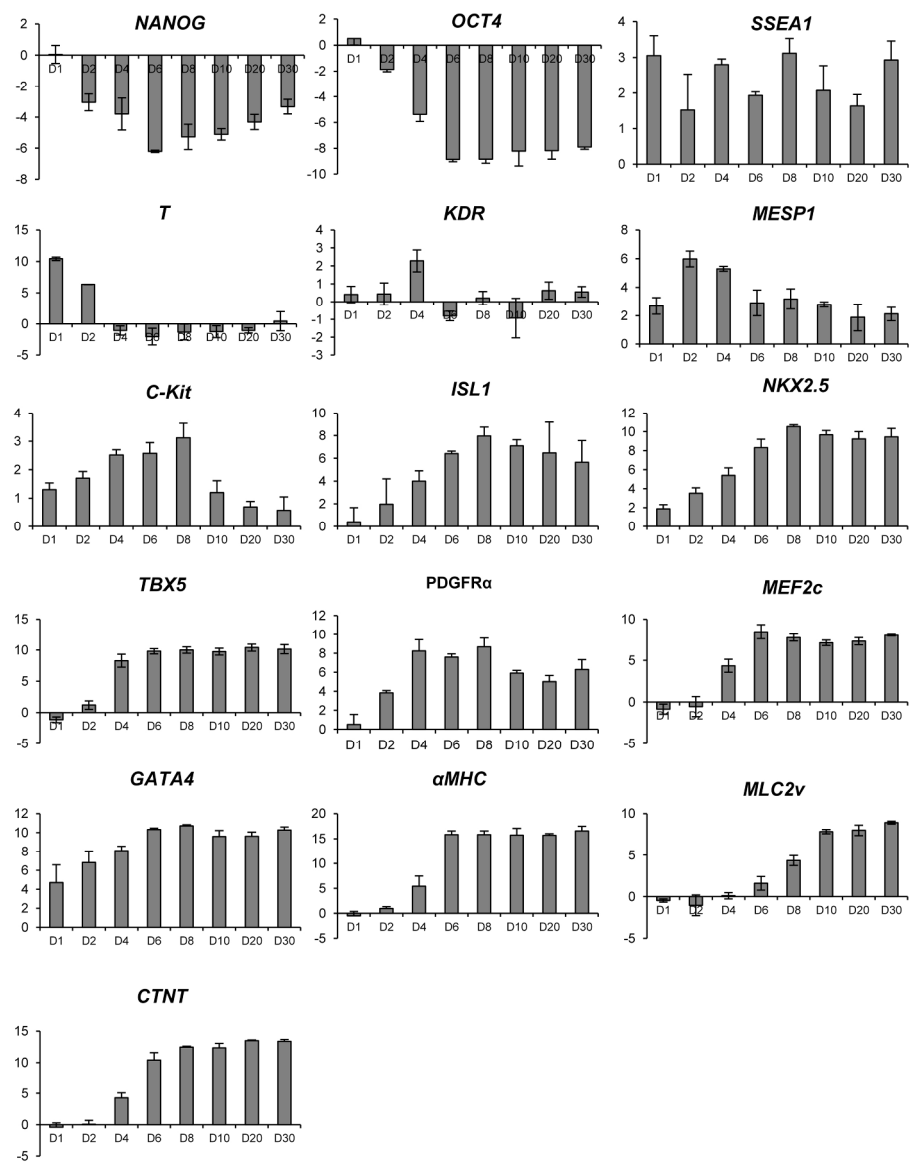 NANOG
2
0
-2
-4
-6
-8
D1 D2 D4 D6 D8 D10 D20 D30
OCT4
2
0
-2
-4
-6
-8
-10
D1 D2 D4 D6 D8 D10 D20 D30
SSEA1
4
3
2
1
0
D1 D2 D4 D6 D8 D10 D20 D30
T
15
10
5
0
-5
D1 D2 D4 D6 D8 D10 D20 D30
KDR
4
3
2
1
0
-1
-2
-3
D1 D2 D4 D6 D8 D10 D20 D30
MESP1
8
6
4
2
0
D1 D2 D4 D6 D8 D10 D20 D30
C-Kit
4
3
2
1
0
D1 D2 D4 D6 D8 D10 D20 D30
ISL1
10
8
6
4
2
0
D1 D2 D4 D6 D8 D10 D20 D30
NKX2.5
12
10
8
6
4
2
0
D1 D2 D4 D6 D8 D10 D20 D30
TBX5
15
10
5
0
-5
D1 D2 D4 D6 D8 D10 D20 D30
PDGFRα
12
10
8
6
4
2
0
D1 D2 D4 D6 D8 D10 D20 D30
MEF2c
10
5
0
-5
D1 D2 D4 D6 D8 D10 D20 D30
GATA4
12
10
8
6
4
2
0
D1 D2 D4 D6 D8 D10 D20 D30
αMHC
20
15
10
5
0
-5
D1 D2 D4 D6 D8 D10 D20 D30
MLC2v
10
5
0
-5
D1 D2 D4 D6 D8 D10 D20 D30
CTNT
15
10
5
0
-5
D1 D2 D4 D6 D8 D10 D20 D30